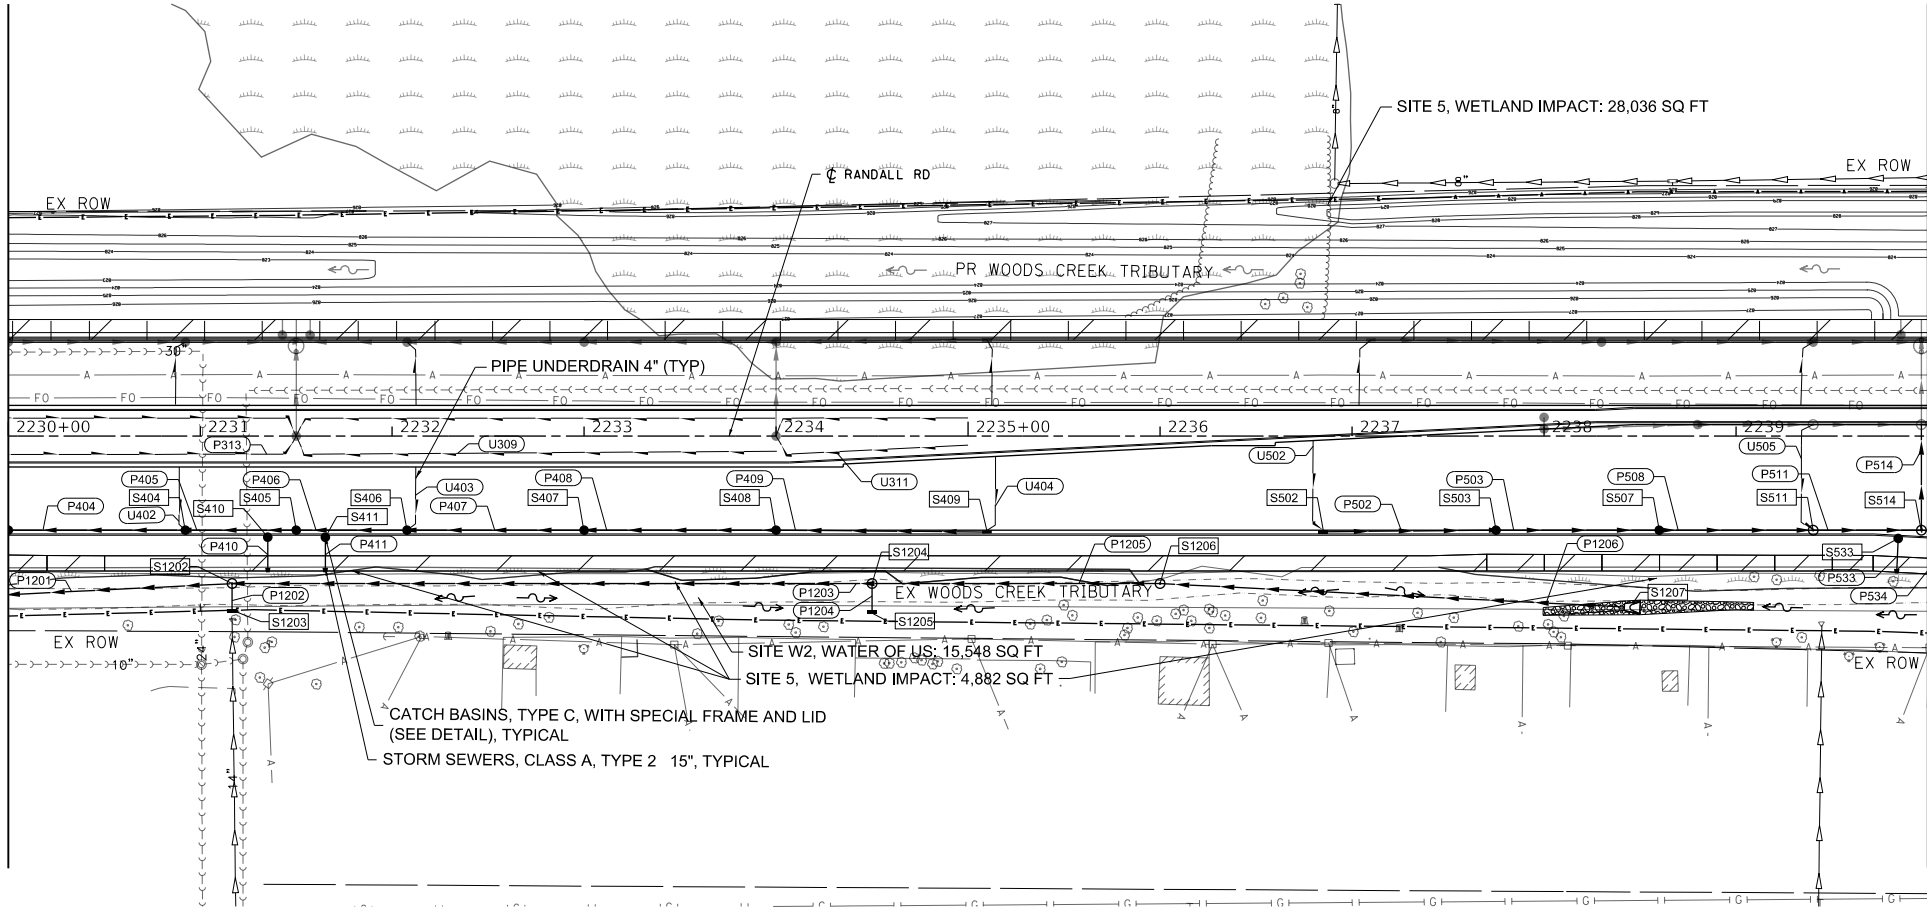 SITE 5, WETLAND IMPACT: 28,036 SQ FT
8"
EX ROW
8"
℄ RANDALL RD
EX ROW
PR WOODS CREEK TRIBUTARY
30"
PIPE UNDERDRAIN 4" (TYP)
2230+00
2231
2232
2233
2234
2235+00
2236
2237
2238
2239
P313
U309
U311
U502
U505
P514
P405
P406
P408
P409
U404
P503
P508
P511
P404
S404
U402
S410
S405
S406
S411
U403
P407
S407
S408
S409
S502
P502
S503
S507
S511
S514
P410
P411
S1204
P1205
S1206
P1206
S533
S1202
P1201
P1202
S1203
P1203
P1204
S1205
EX WOODS CREEK TRIBUTARY
S1207
P533
P534
EX ROW
10"
24"
SITE W2, WATER OF US: 15,548 SQ FT
SITE 5, WETLAND IMPACT: 4,882 SQ FT
EX ROW
CATCH BASINS, TYPE C, WITH SPECIAL FRAME AND LID
(SEE DETAIL), TYPICAL
STORM SEWERS, CLASS A, TYPE 2 15", TYPICAL
14"